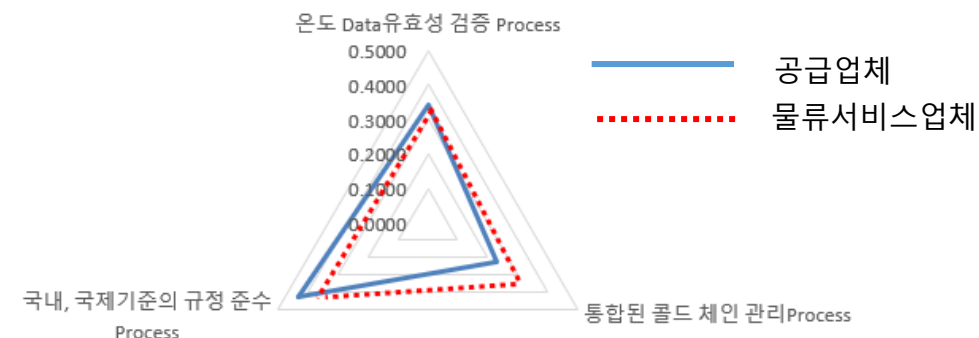 온도 Data유효성 검증 Process
0.5000
0.4000
0.3000
0.2000
0.1000
0.0000
공급업체
물류서비스업체
국내, 국제기준의 규정 준수
Process
통합된 콜드 체인 관리Process